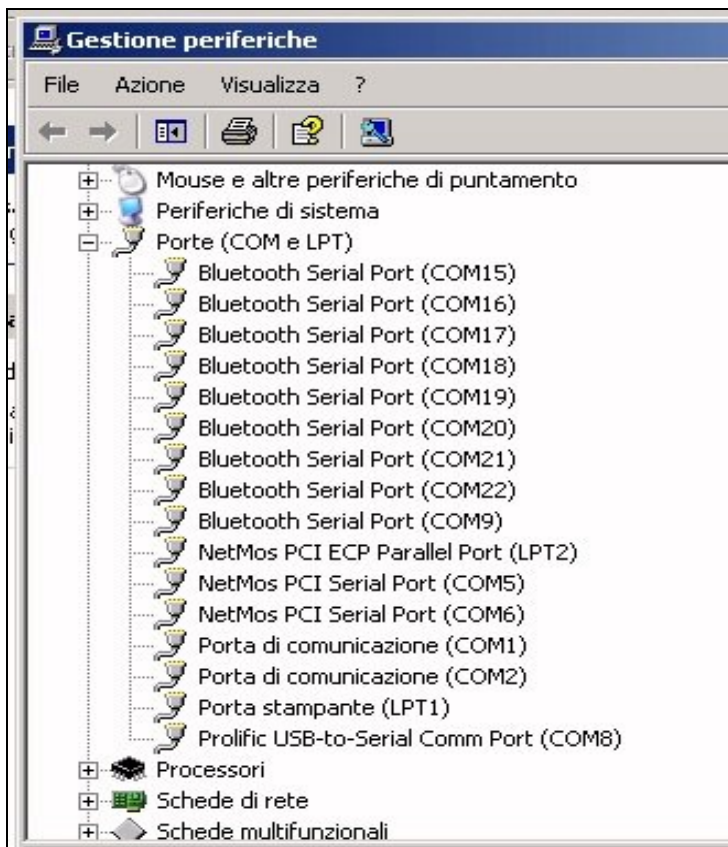 Gestione periferiche
File Azione Visualizza ?
Mouse e altre periferiche di puntamento
Periferiche di sistema
Porte (COM e LPT)
Bluetooth Serial Port (COM15)
Bluetooth Serial Port (COM16)
Bluetooth Serial Port (COM17)
Bluetooth Serial Port (COM18)
Bluetooth Serial Port (COM19)
Bluetooth Serial Port (COM20)
Bluetooth Serial Port (COM21)
Bluetooth Serial Port (COM22)
Bluetooth Serial Port (COM9)
NetMos PCI ECP Parallel Port (LPT2)
NetMos PCI Serial Port (COM5)
NetMos PCI Serial Port (COM6)
Porta di comunicazione (COM1)
Porta di comunicazione (COM2)
Porta stampante (LPT1)
Prolific USB-to-Serial Comm Port (COM8)
Processori
Schede di rete
Schede multifunzionali